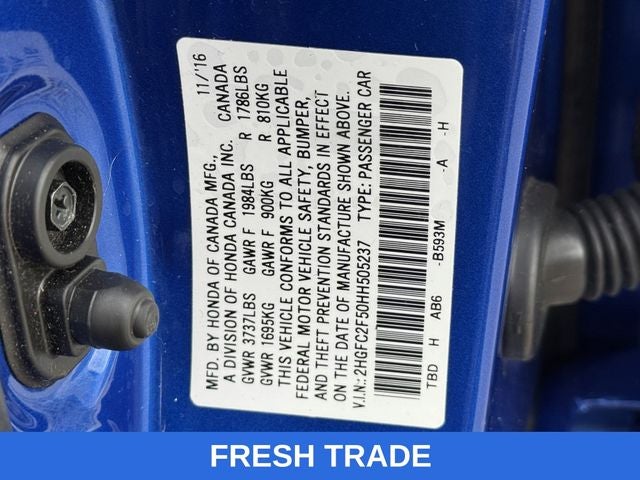 MFD. BY HONDA OF CANADA MFG., 11/16
A DIVISION OF HONDA CANADA INC. CANADA
GVWR 3737LBS GAWR F 1984LBS R 1786LBS
GVWR 1695KG GAWR F 900KG R 810KG
THIS VEHICLE CONFORMS TO ALL APPLICABLE
FEDERAL MOTOR VEHICLE SAFETY, BUMPER,
AND THEFT PREVENTION STANDARDS IN EFFECT
ON THE DATE OF MANUFACTURE SHOWN ABOVE.
V.I.N.: 2HGFC2F50HH505237 TYPE: PASSENGER CAR
TBD H AB6 -B593M -A -H
FRESH TRADE